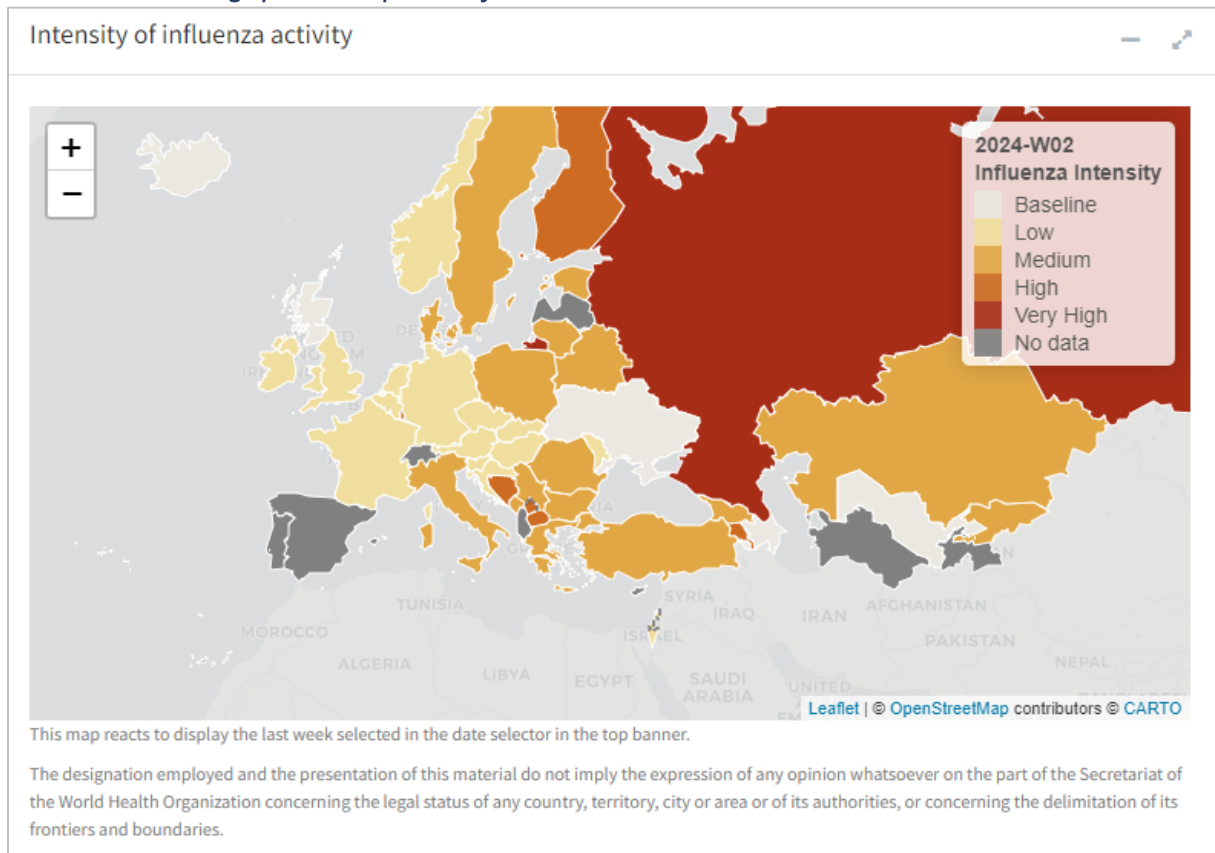 Intensity of influenza activity
+
−
2024-W02
Influenza Intensity
Baseline
Low
Medium
High
Very High
No data
TUNISIA
SYRIA
IRAQ
IRAN
AFGHANISTAN
MOROCCO
ISRAEL
PAKISTAN
ALGERIA
LIBYA
EGYPT
SAUDI
ARABIA
UNITED
NEPAL
Leaflet | © OpenStreetMap contributors © CARTO
This map reacts to display the last week selected in the date selector in the top banner.
The designation employed and the presentation of this material do not imply the expression of any opinion whatsoever on the part of the Secretariat of
the World Health Organization concerning the legal status of any country, territory, city or area or of its authorities, or concerning the delimitation of its
frontiers and boundaries.